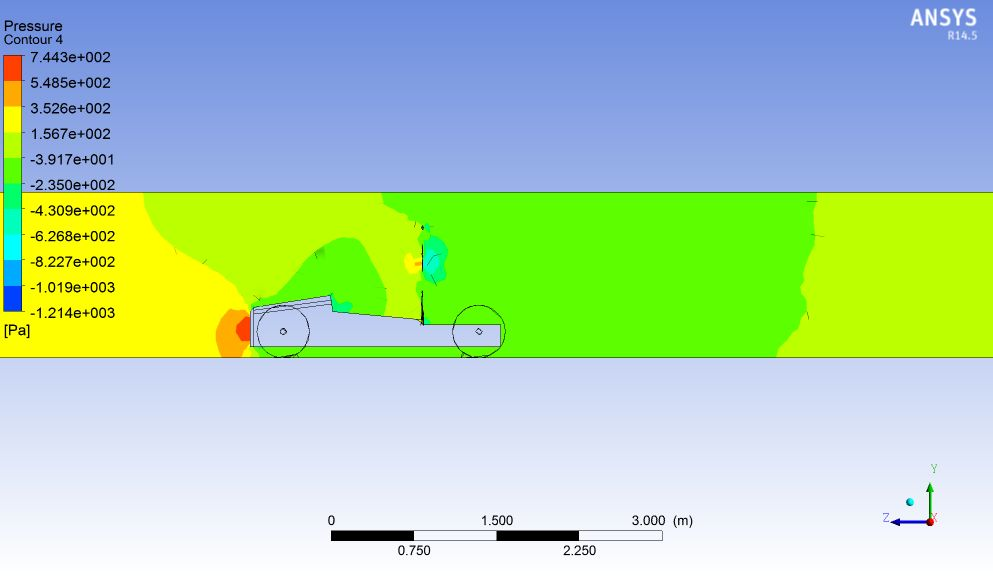 ANSYS
R14.5
Pressure
Contour 4
7.443e+002
5.485e+002
3.526e+002
1.567e+002
-3.917e+001
-2.350e+002
-4.309e+002
-6.268e+002
-8.227e+002
-1.019e+003
-1.214e+003
[Pa]
Y
Z
X
0 1.500 3.000 (m)
0.750 2.250